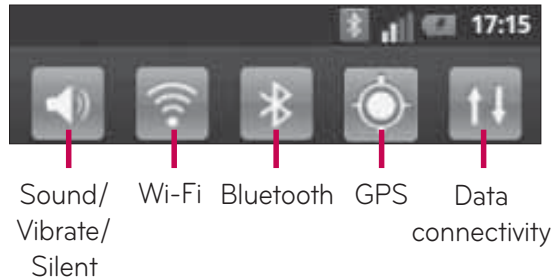 17:15
Sound/ Wi-Fi Bluetooth GPS Data
Vibrate/ connectivity
Silent